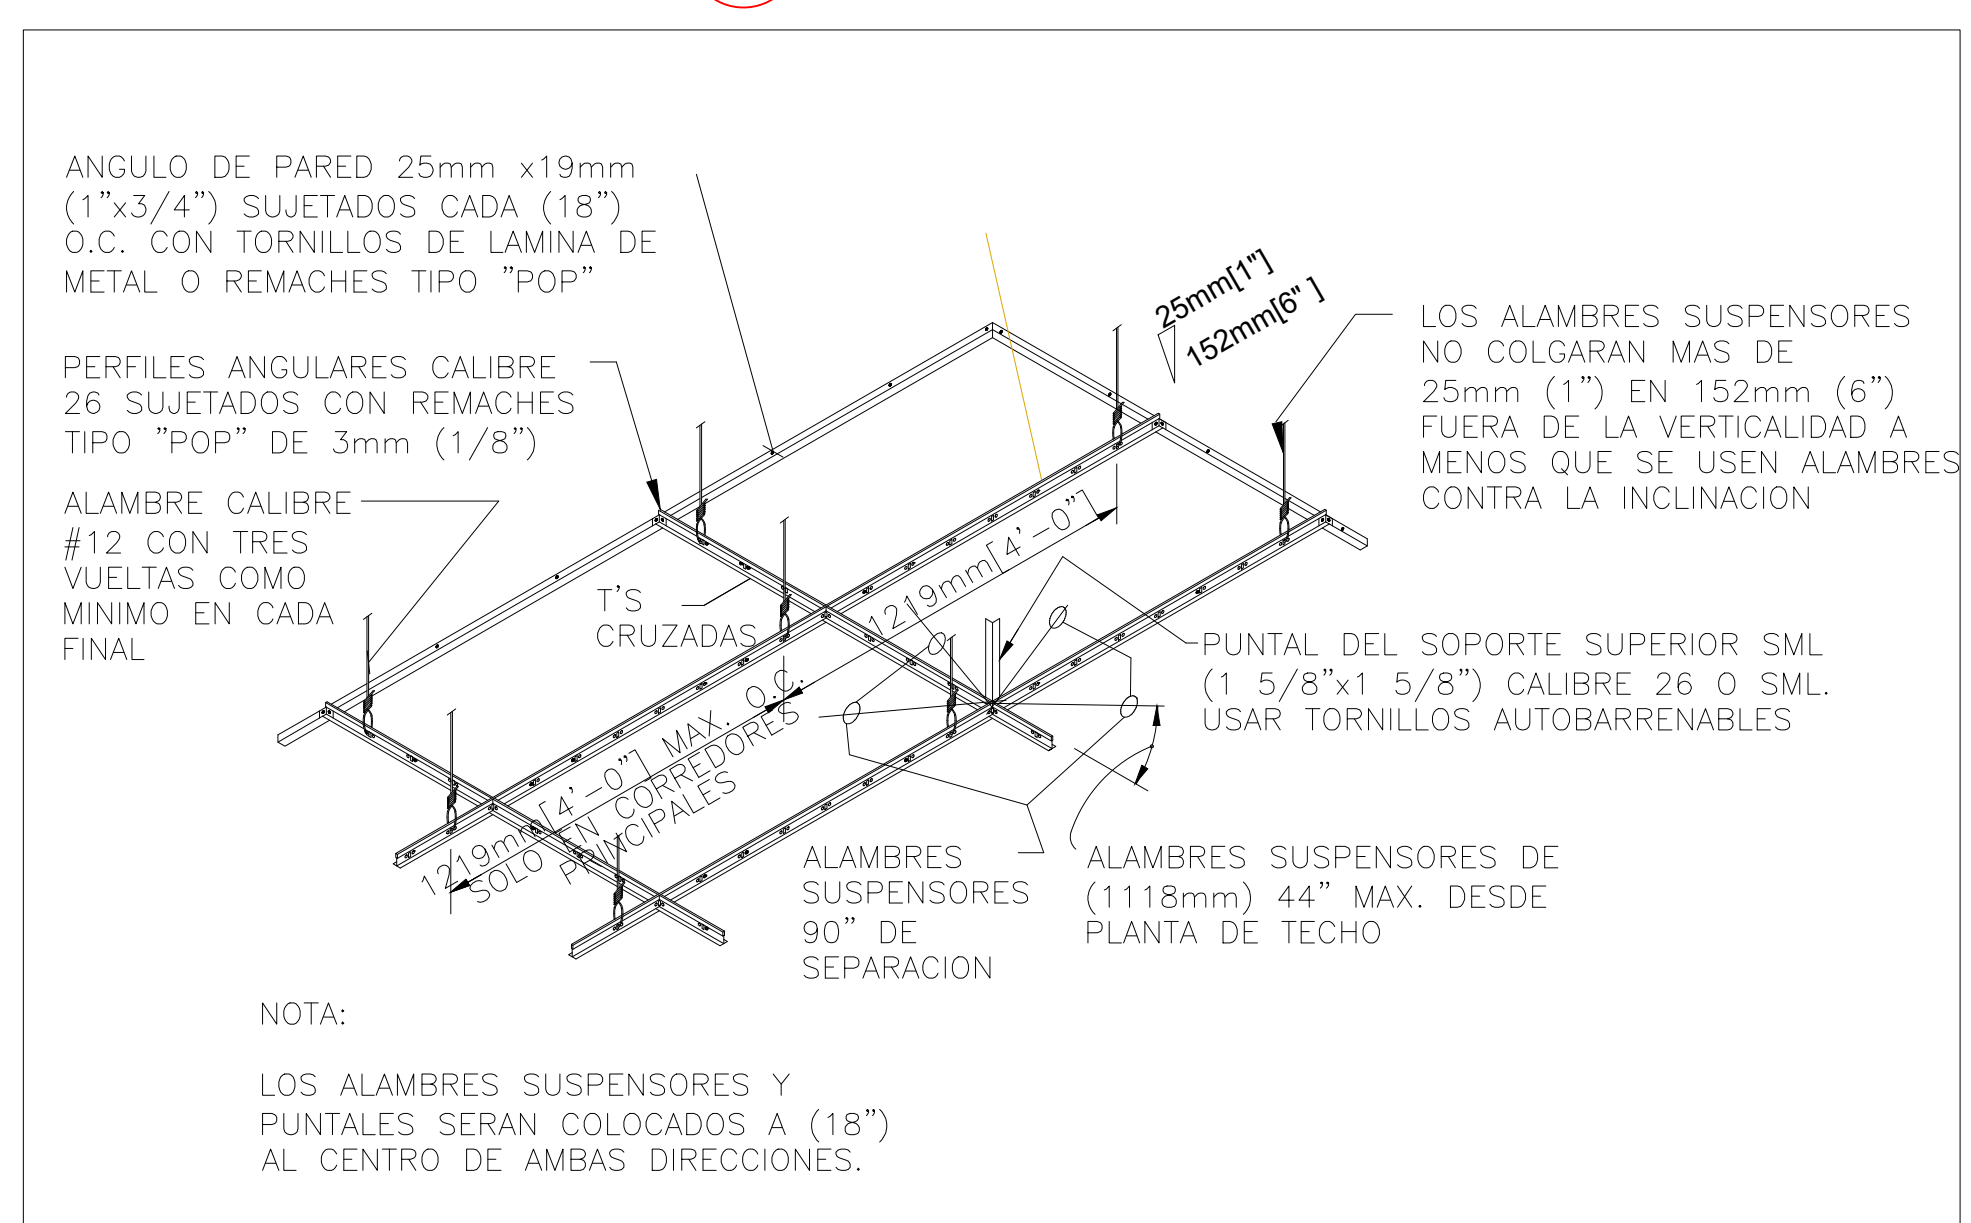 ANGULO DE PARED 25mm x19mm
(1”x3/4”) SUJETADOS CADA (18”)
O.C. CON TORNILLOS DE LAMINA DE
METAL O REMACHES TIPO ”POP”
PERFILES ANGULARES CALIBRE
26 SUJETADOS CON REMACHES
TIPO ”POP” DE 3mm (1/8”)
ALAMBRE CALIBRE
#12 CON TRES
VUELTAS COMO
MINIMO EN CADA
FINAL
T'S
CRUZADAS
25mm[1"]
152mm[6" ]
LOS ALAMBRES SUSPENSORES
NO COLGARAN MAS DE
25mm (1”) EN 152mm (6”)
FUERA DE LA VERTICALIDAD A
MENOS QUE SE USEN ALAMBRES
CONTRA LA INCLINACION
1219mm[4'-0”]
1219mm[4'-0”] MAX. O.C.
SOLO EN CORREDORES
PRINCIPALES
PUNTAL DEL SOPORTE SUPERIOR SML
(1 5/8”x1 5/8”) CALIBRE 26 O SML.
USAR TORNILLOS AUTOBARRENABLES
ALAMBRES
SUSPENSORES
90” DE
SEPARACION
ALAMBRES SUSPENSORES DE
(1118mm) 44” MAX. DESDE
PLANTA DE TECHO
NOTA:
LOS ALAMBRES SUSPENSORES Y
PUNTALES SERAN COLOCADOS A (18”)
AL CENTRO DE AMBAS DIRECCIONES.